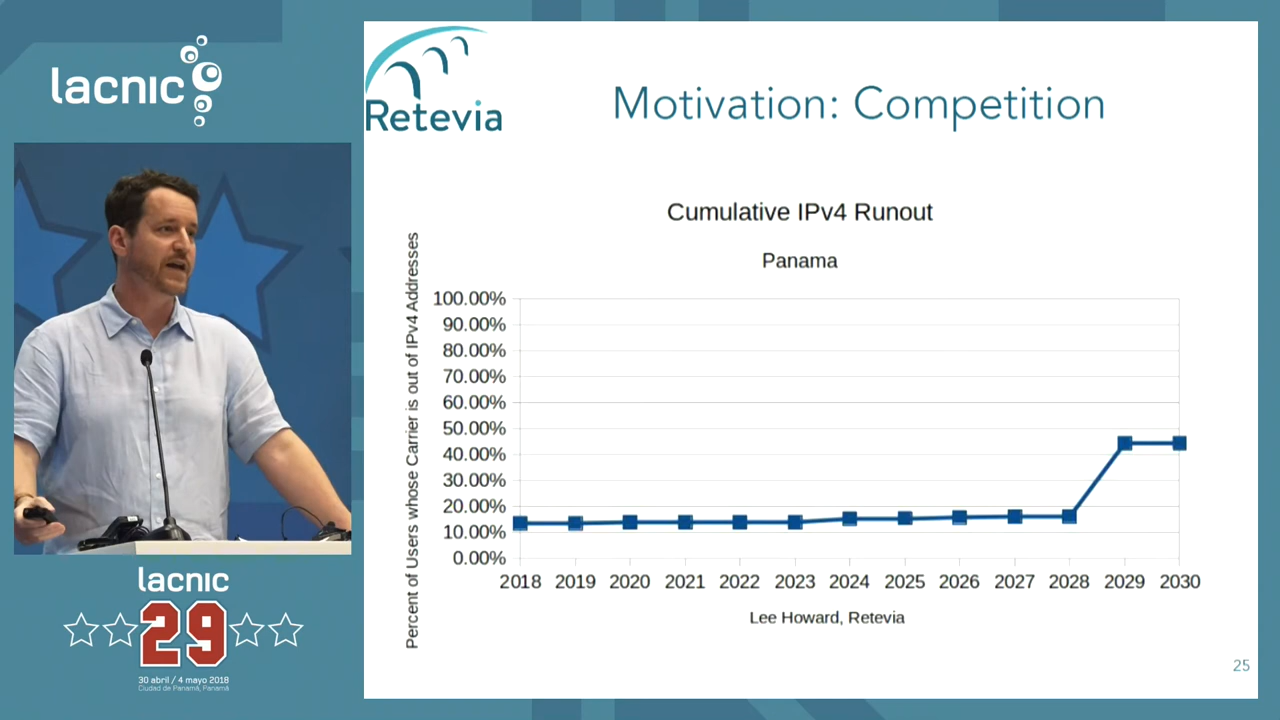 lacnic
Retevia
Motivation: Competition
Cumulative IPv4 Runout
Panama
Percent of Users whose Carrier is out of IPv4 Addresses
100.00%
90.00%
80.00%
70.00%
60.00%
50.00%
40.00%
30.00%
20.00%
10.00%
0.00%
2018 2019 2020 2021 2022 2023 2024 2025 2026 2027 2028 2029 2030
Lee Howard, Retevia
25
lacnic
29
30 abril / 4 mayo 2018
Ciudad de Panamá, Panamá